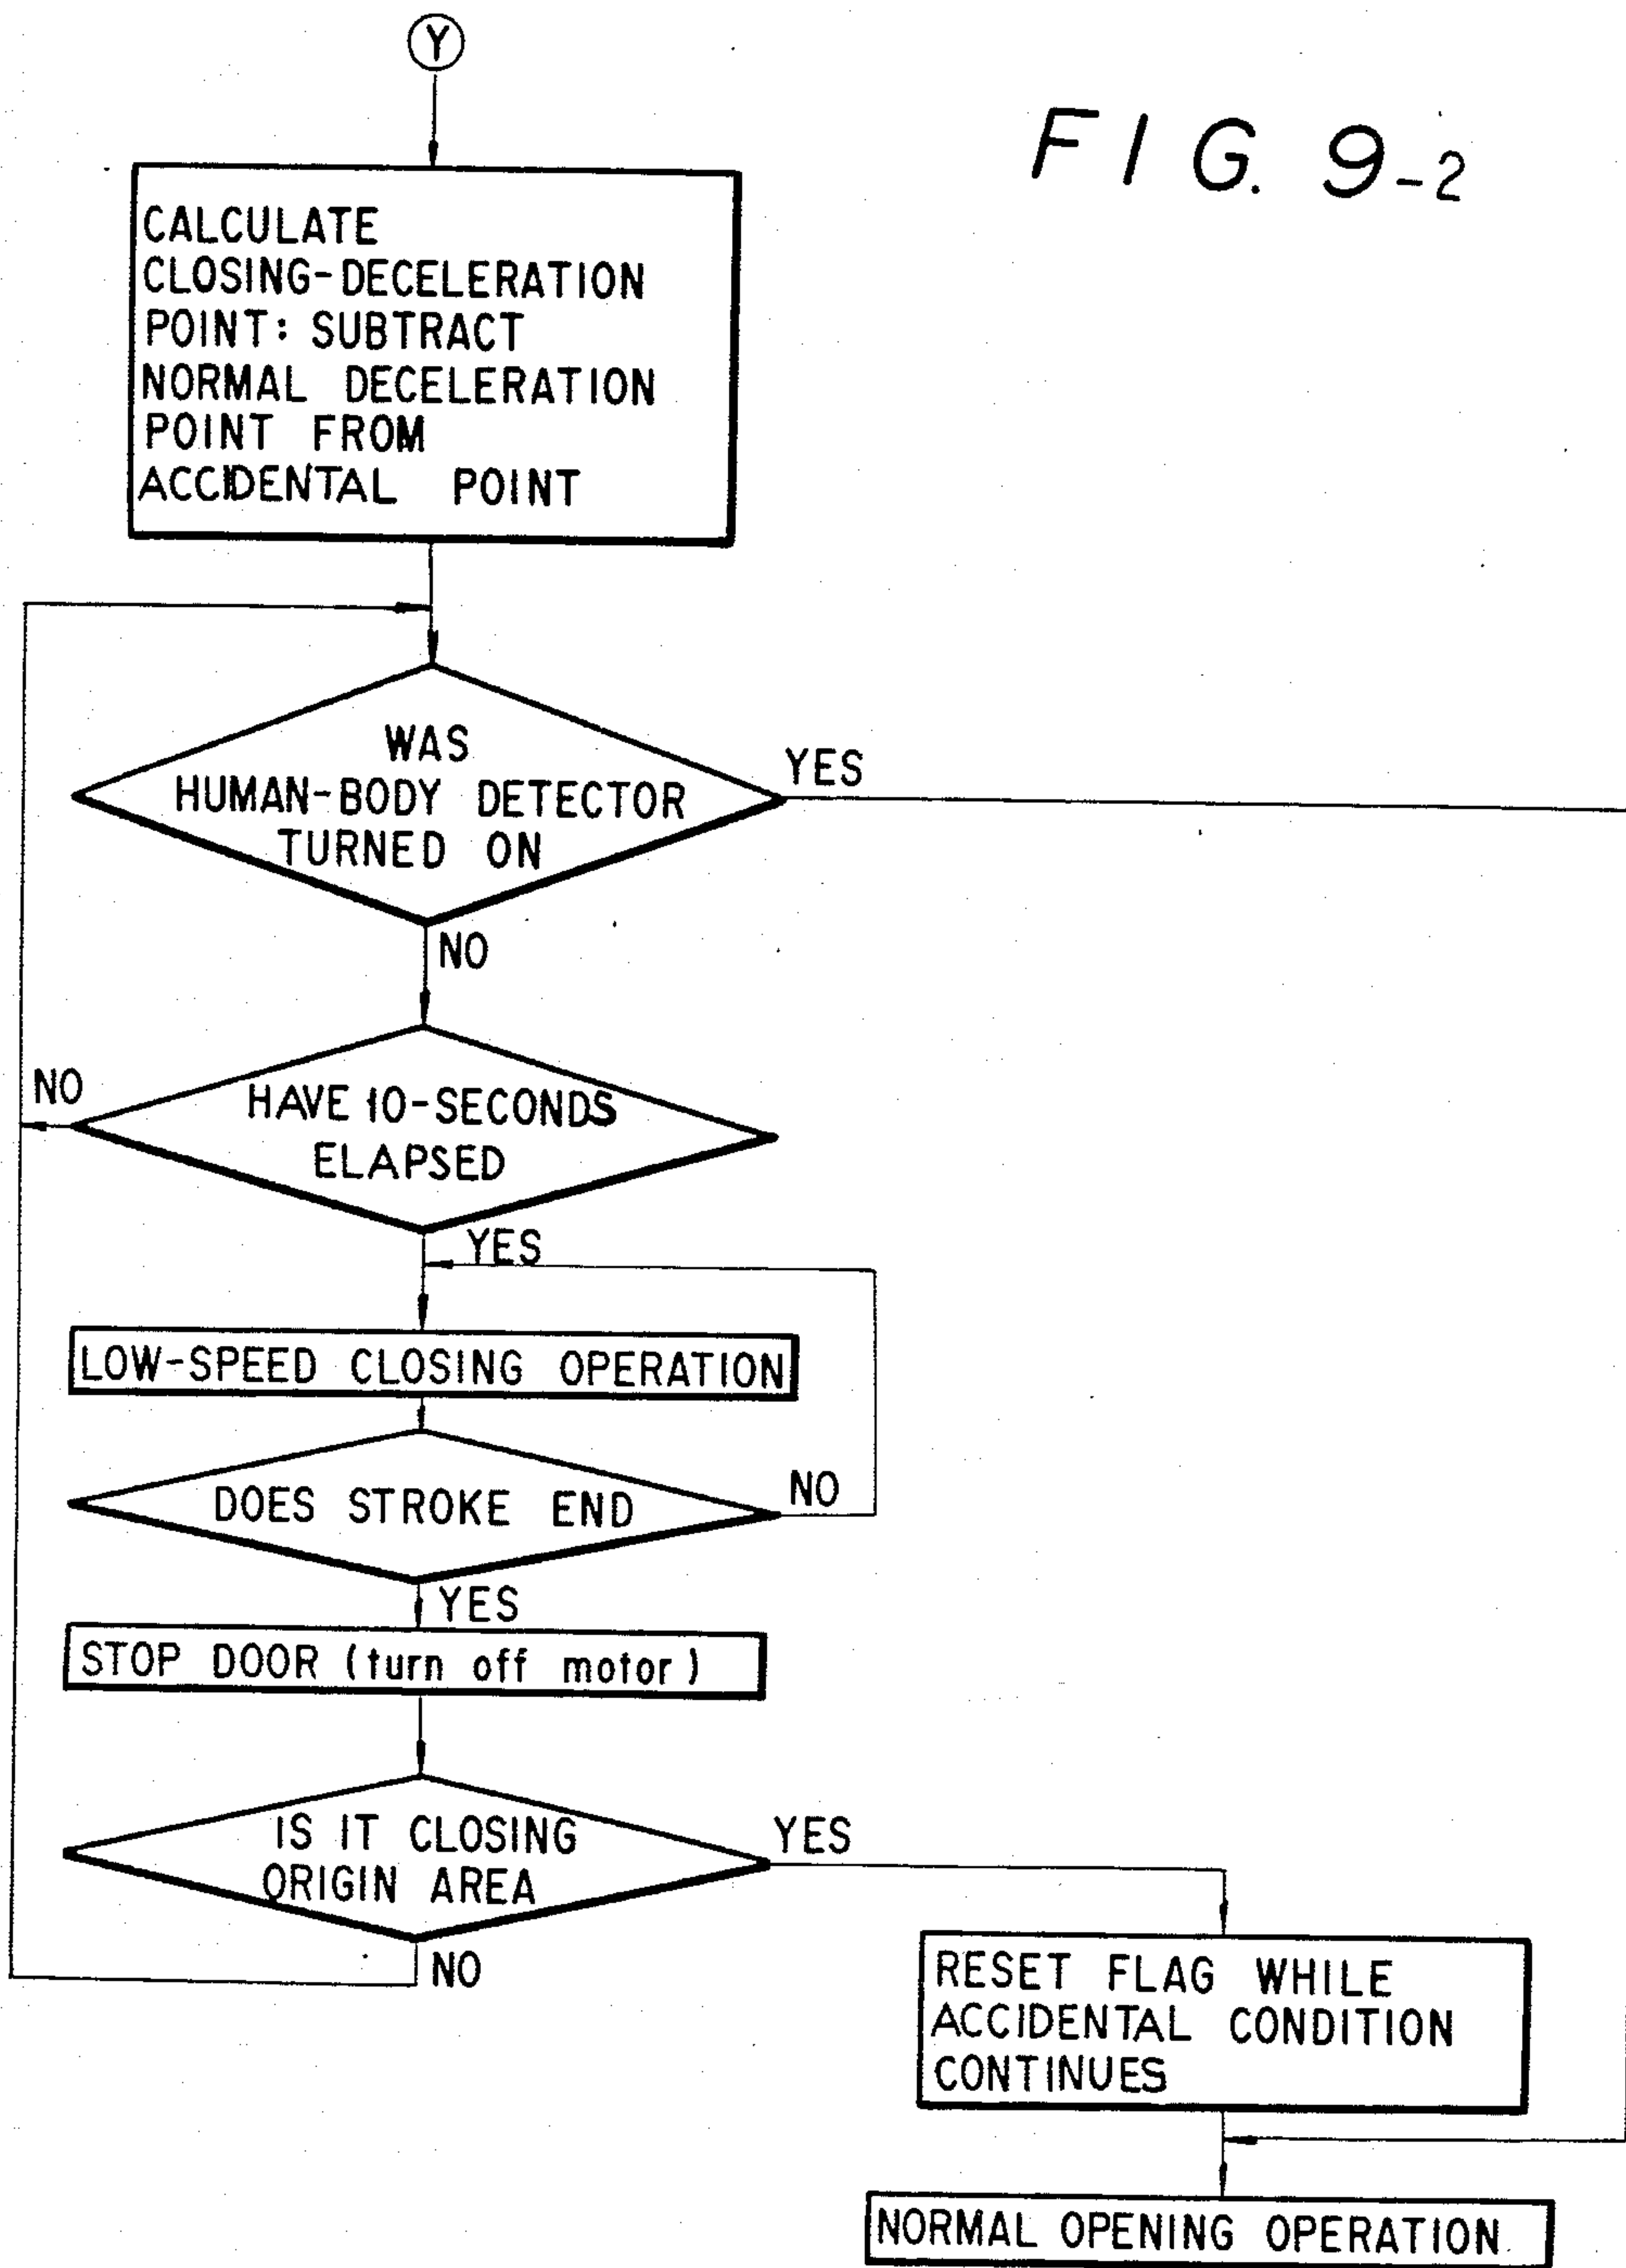 Y
FIG. 9-2
CALCULATE
CLOSING-DECELERATION
POINT: SUBTRACT
NORMAL DECELERATION
POINT FROM
ACCIDENTAL POINT
WAS
HUMAN-BODY DETECTOR
TURNED ON
YES
NO
HAVE 10-SECONDS
ELAPSED
NO
YES
LOW-SPEED CLOSING OPERATION
DOES STROKE END
NO
YES
STOP DOOR (turn off motor)
IS IT CLOSING
ORIGIN AREA
YES
NO
RESET FLAG WHILE
ACCIDENTAL CONDITION
CONTINUES
NORMAL OPENING OPERATION